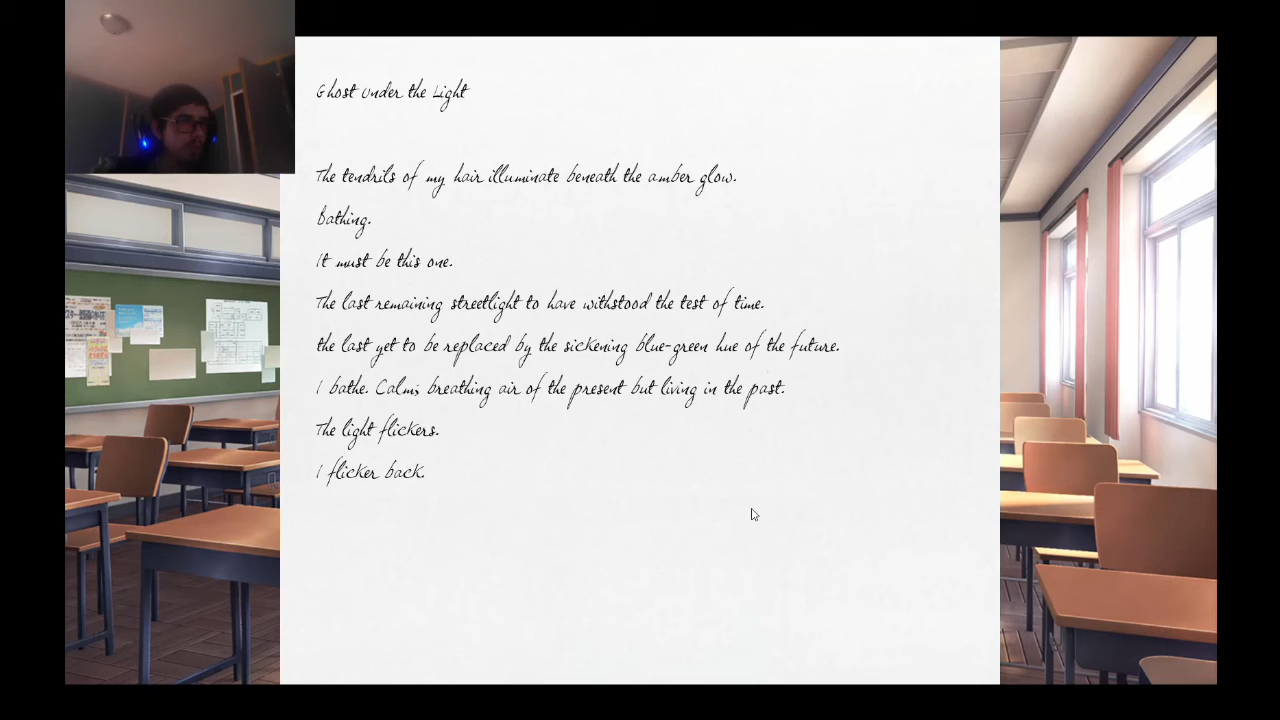 Ghost Under the Light
The tendrils of my hair illuminate beneath the amber glow.
Bathing.
It must be this one.
The last remaining streetlight to have withstood the test of time.
the last yet to be replaced by the sickening blue-green hue of the future.
I bathe. Calm; breathing air of the present but living in the past.
The light flickers.
I flicker back.